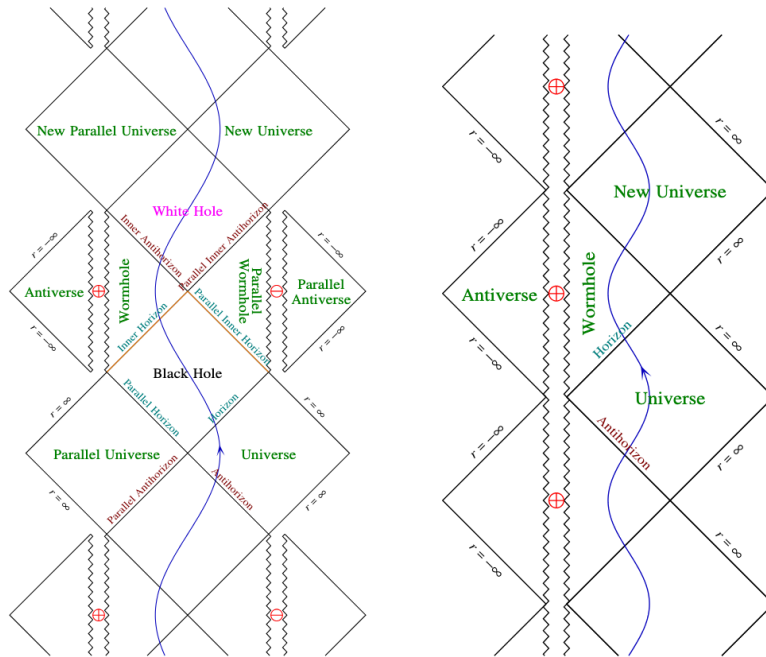 New Parallel Universe
New Universe
White Hole
Inner Antihorizon
Parallel Inner Antihorizon
r = −∞
r = −∞
Antiverse
⊕
Wormhole
Parallel
Wormhole
⊖
Parallel
Antiverse
r = −∞
r = −∞
Inner Horizon
Parallel Inner Horizon
Black Hole
r = ∞
Parallel Horizon
Horizon
r = ∞
Parallel Universe
Universe
r = ∞
Parallel Antihorizon
Antihorizon
r = ∞
⊕
⊖
⊕
r = −∞
r = ∞
New Universe
r = −∞
r = ∞
Antiverse
⊕
Wormhole
Horizon
r = −∞
r = ∞
Universe
r = −∞
Antihorizon
r = ∞
⊕
r = −∞
r = ∞